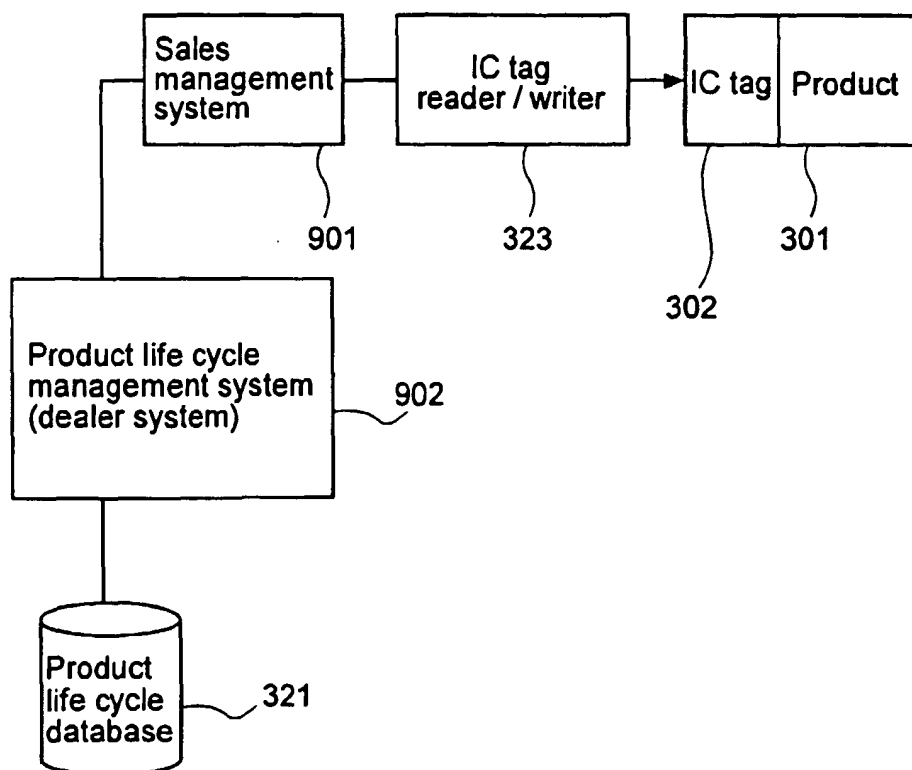 Sales
management
system
IC tag
reader / writer
IC tag
Product
901
323
302
301
Product life cycle
management system
(dealer system)
902
Product
life cycle
database
321